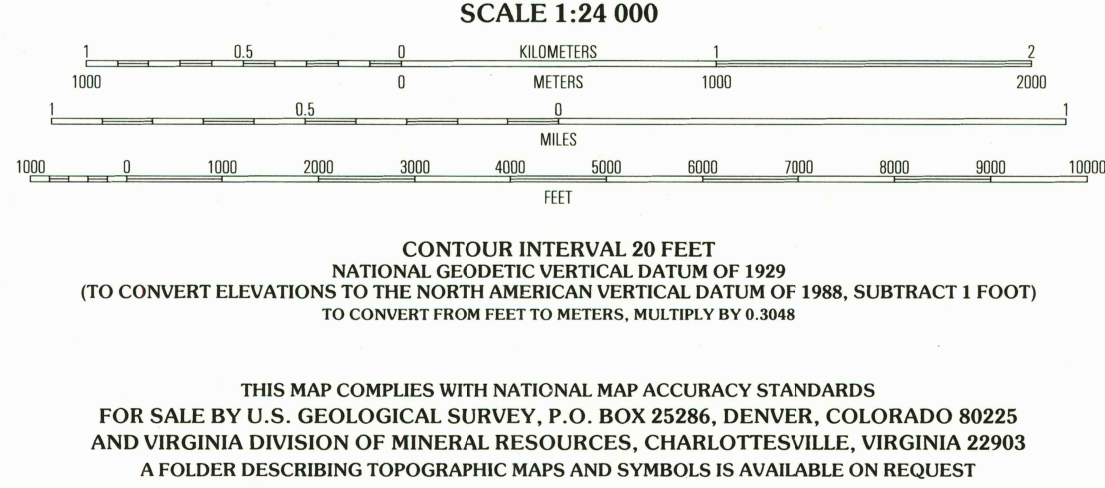 SCALE 1:24 000
1 0.5 0 KILOMETERS 1 2
1000 0 METERS 1000 2000
1 0.5 0 1
MILES
1000 0 1000 2000 3000 4000 5000 6000 7000 8000 9000 10000
FEET
CONTOUR INTERVAL 20 FEET
NATIONAL GEODETIC VERTICAL DATUM OF 1929
(TO CONVERT ELEVATIONS TO THE NORTH AMERICAN VERTICAL DATUM OF 1988, SUBTRACT 1 FOOT)
TO CONVERT FROM FEET TO METERS, MULTIPLY BY 0.3048
THIS MAP COMPLIES WITH NATIONAL MAP ACCURACY STANDARDS
FOR SALE BY U.S. GEOLOGICAL SURVEY, P.O. BOX 25286, DENVER, COLORADO 80225
AND VIRGINIA DIVISION OF MINERAL RESOURCES, CHARLOTTESVILLE, VIRGINIA 22903
A FOLDER DESCRIBING TOPOGRAPHIC MAPS AND SYMBOLS IS AVAILABLE ON REQUEST